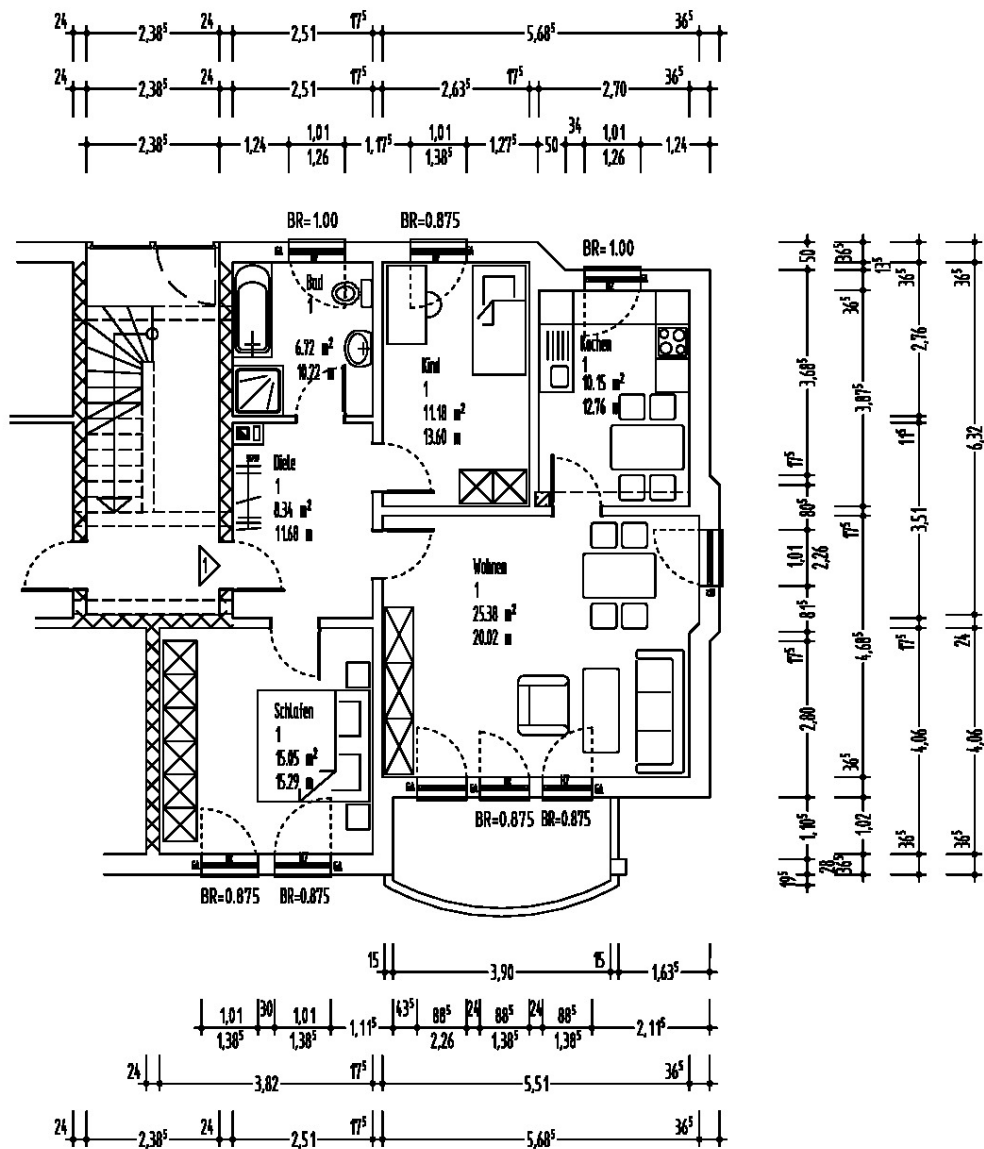 24 2,38⁵ 24 2,51 17⁵ 5,68⁵ 36⁵
24 2,38⁵ 24 2,51 17⁵ 2,63⁵ 17⁵ 2,70 36⁵
2,38⁵ 1,24 1,01 1,17⁵ 1,01 1,27⁵ 50 34 1,01 1,24
1,26 1,38⁵ 1,26
BR= 1.00
BR=0.875
BR= 1.00
Bad
1
6.72 m²
10.22 m
Kind
1
11.18 m²
13.60 m
Kochen
1
10.15 m²
12.76 m
Diele
1
8.34 m²
11.68 m
1
Wohnen
1
25.38 m²
20.02 m
Schlafen
1
15.05 m²
15.29 m
BR=0.875 BR=0.875
BR=0.875 BR=0.875
50 3,68⁵ 17⁵ 80⁵ 1,01 2,26 81⁵ 17⁵ 2,80 1,10⁵ 28 19⁵
36⁵ 13⁵ 36⁵ 3,87⁵ 17⁵ 4,68⁵ 36⁵ 1,02 36⁵
36⁵ 2,76 11⁵ 3,51 17⁵ 4,06 36⁵
36⁵ 6,32 24 4,06 36⁵
15 3,90 15 1,63⁵
1,01 30 1,01 1,11⁵ 43⁵ 88⁵ 24 88⁵ 24 88⁵ 2,11⁵
1,38⁵ 1,38⁵ 2,26 1,38⁵ 1,38⁵
24 3,82 17⁵ 5,51 36⁵
24 2,38⁵ 24 2,51 17⁵ 5,68⁵ 36⁵